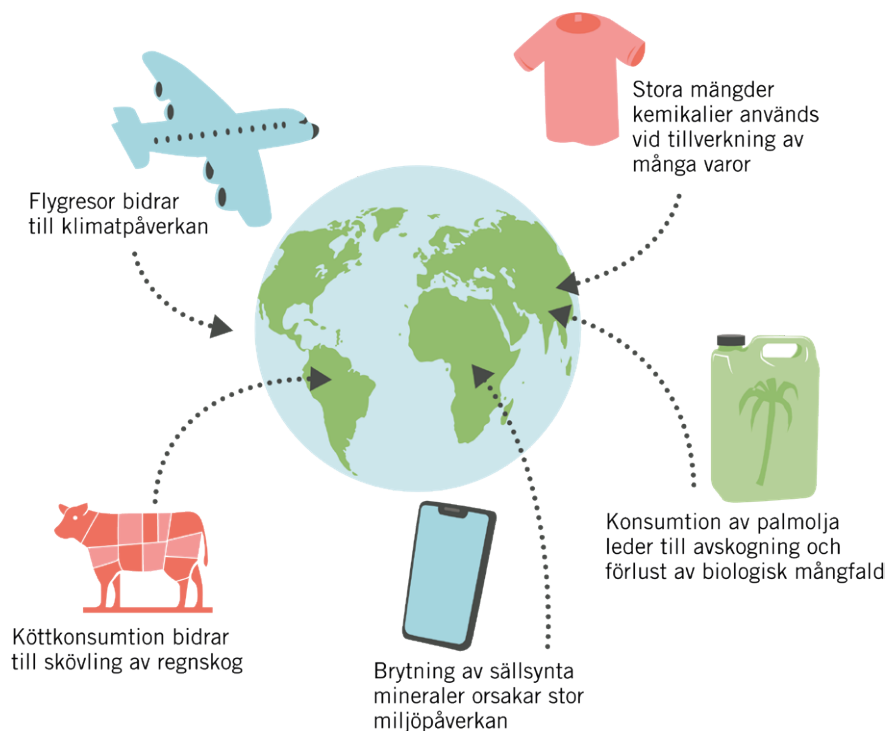 Stora mängder
kemikalier används
vid tillverkning av
många varor
Flygresor bidrar
till klimatpåverkan
Konsumtion av palmolja
leder till avskogning och
förlust av biologisk mångfald
Köttkonsumtion bidrar
till skövling av regnskog
Brytning av sällsynta
mineraler orsakar stor
miljöpåverkan